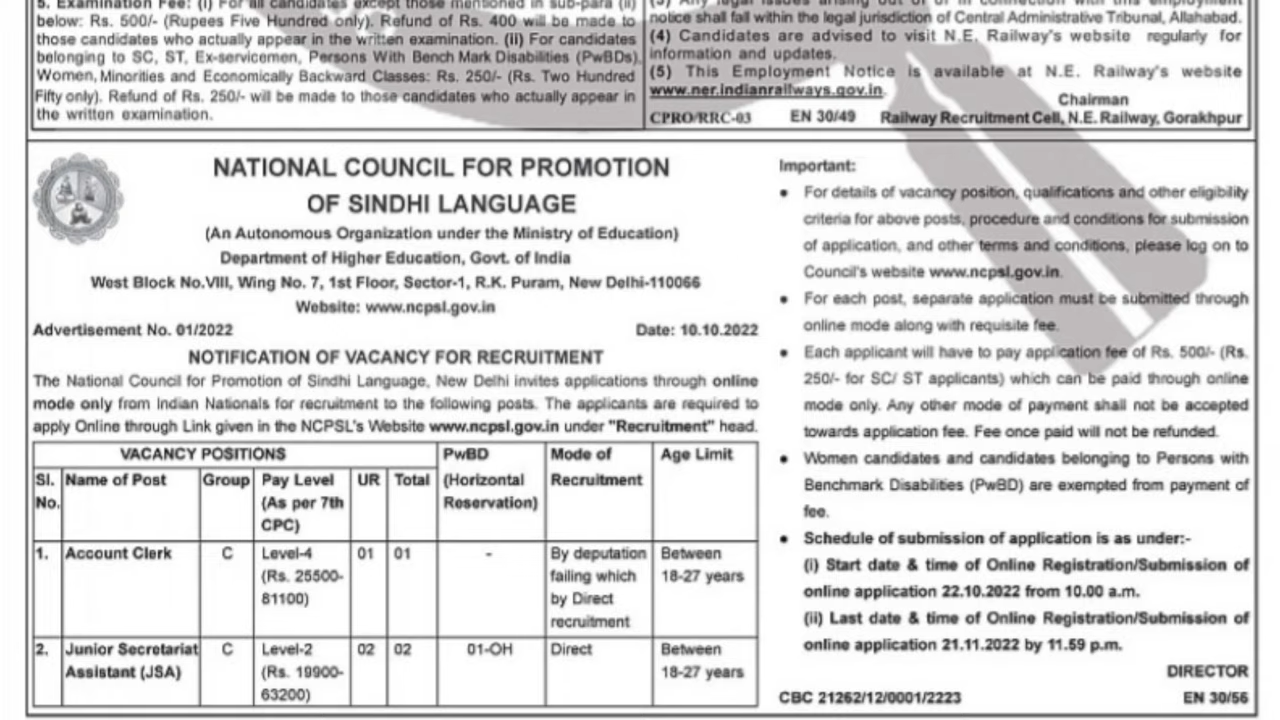 5. Examination Fee: (i) For all candidates except those mentioned in sub-para (ii)
below: Rs. 500/- (Rupees Five Hundred only). Refund of Rs. 400 will be made to
those candidates who actually appear in the written examination. (ii) For candidates
belonging to SC, ST, Ex-servicemen, Persons With Bench Mark Disabilities (PwBDs),
Women, Minorities and Economically Backward Classes: Rs. 250/- (Rs. Two Hundred
Fifty only). Refund of Rs. 250/- will be made to those candidates who actually appear in
the written examination.
(3) Any legal issues arising out of or in connection with this employment
notice shall fall within the legal jurisdiction of Central Administrative Tribunal, Allahabad.
(4) Candidates are advised to visit N.E. Railway's website regularly for
information and updates.
(5) This Employment Notice is available at N.E. Railway's website
www.ner.indianrailways.gov.in.
Chairman
CPRO/RRC-03 EN 30/49 Railway Recruitment Cell, N.E. Railway, Gorakhpur
NATIONAL COUNCIL FOR PROMOTION
OF SINDHI LANGUAGE
(An Autonomous Organization under the Ministry of Education)
Department of Higher Education, Govt. of India
West Block No.VIII, Wing No. 7, 1st Floor, Sector-1, R.K. Puram, New Delhi-110066
Website: www.ncpsl.gov.in
Advertisement No. 01/2022 Date: 10.10.2022
NOTIFICATION OF VACANCY FOR RECRUITMENT
The National Council for Promotion of Sindhi Language, New Delhi invites applications through online
mode only from Indian Nationals for recruitment to the following posts. The applicants are required to
apply Online through Link given in the NCPSL's Website www.ncpsl.gov.in under "Recruitment" head.
VACANCY POSITIONS PwBD Mode of Age Limit
Sl. Name of Post Group Pay Level UR Total (Horizontal Recruitment
No. (As per 7th Reservation)
CPC)
1. Account Clerk C Level-4 01 01 - By deputation Between
(Rs. 25500- failing which 18-27 years
81100) by Direct
recruitment
2. Junior Secretariat C Level-2 02 02 01-OH Direct Between
Assistant (JSA) (Rs. 19900- 18-27 years
63200)
Important:
• For details of vacancy position, qualifications and other eligibility
criteria for above posts, procedure and conditions for submission
of application, and other terms and conditions, please log on to
Council's website www.ncpsl.gov.in.
• For each post, separate application must be submitted through
online mode along with requisite fee.
• Each applicant will have to pay application fee of Rs. 500/- (Rs.
250/- for SC/ ST applicants) which can be paid through online
mode only. Any other mode of payment shall not be accepted
towards application fee. Fee once paid will not be refunded.
• Women candidates and candidates belonging to Persons with
Benchmark Disabilities (PwBD) are exempted from payment of
fee.
• Schedule of submission of application is as under:-
(i) Start date & time of Online Registration/Submission of
online application 22.10.2022 from 10.00 a.m.
(ii) Last date & time of Online Registration/Submission of
online application 21.11.2022 by 11.59 p.m.
DIRECTOR
CBC 21262/12/0001/2223 EN 30/56